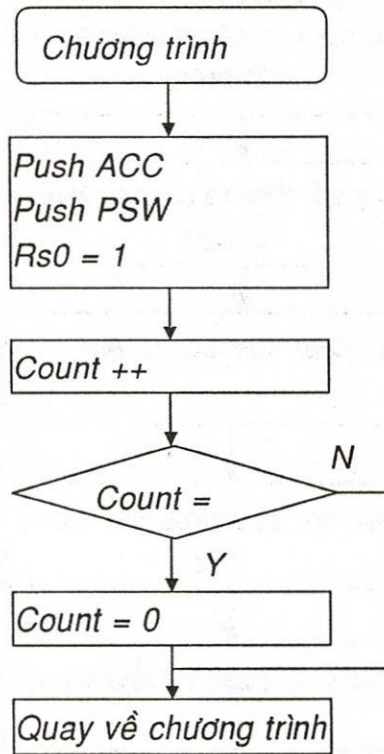 Chương trình
Push ACC
Push PSW
Rs0 = 1
Count ++
N
Count =
Y
Count = 0
Quay về chương trình